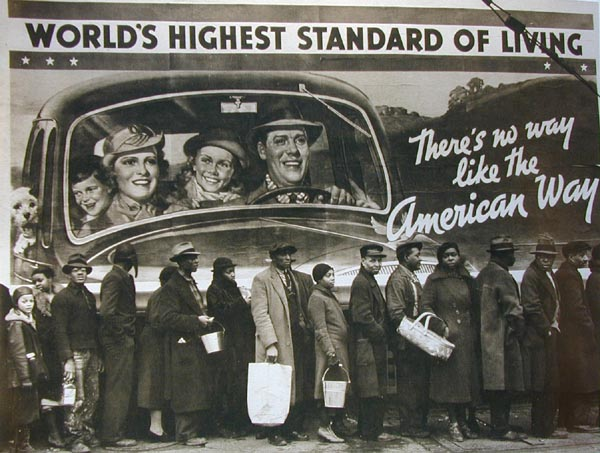 WORLD'S HIGHEST STANDARD OF LIVING
There's no way
like the
American Way